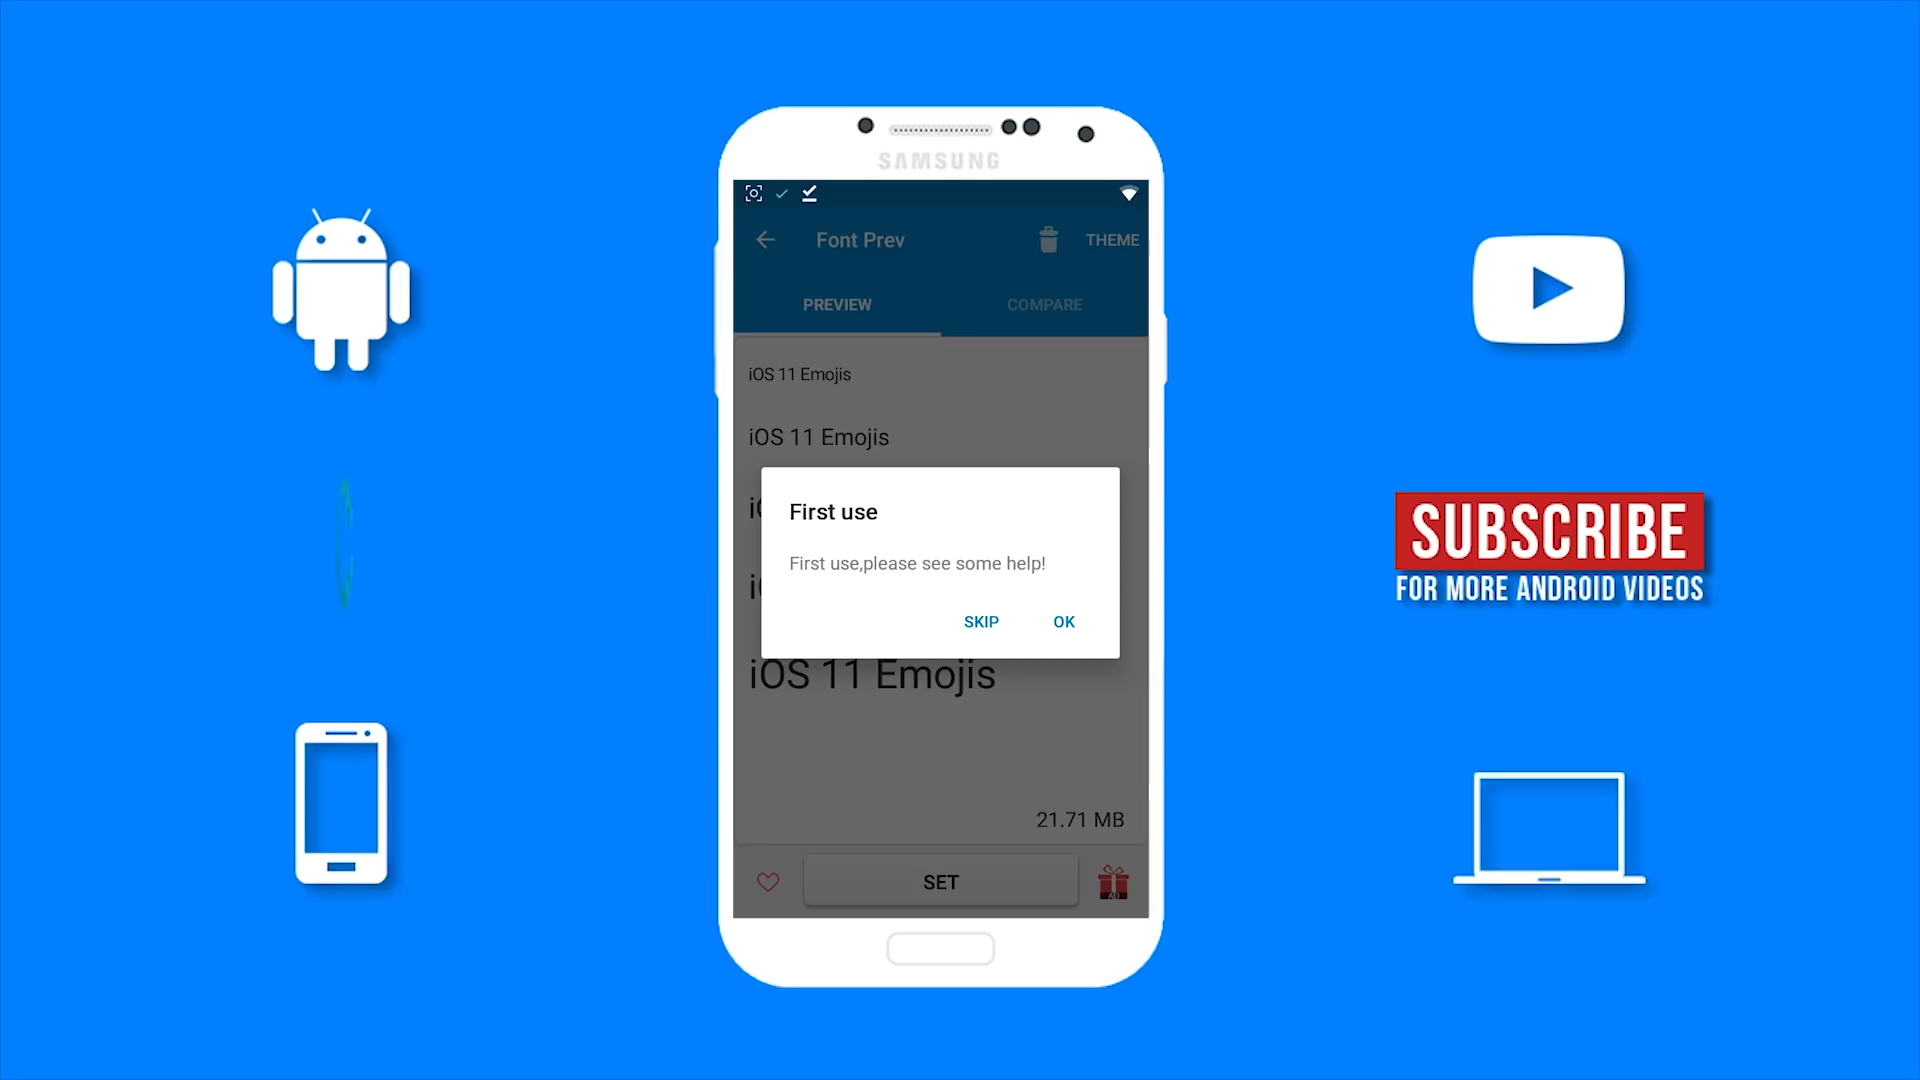 SAMSUNG
Font Prev
THEME
PREVIEW
COMPARE
iOS 11 Emojis
iOS 11 Emojis
First use
First use,please see some help!
SKIP
OK
iOS 11 Emojis
21.71 MB
SET
AD
SUBSCRIBE
FOR MORE ANDROID VIDEOS